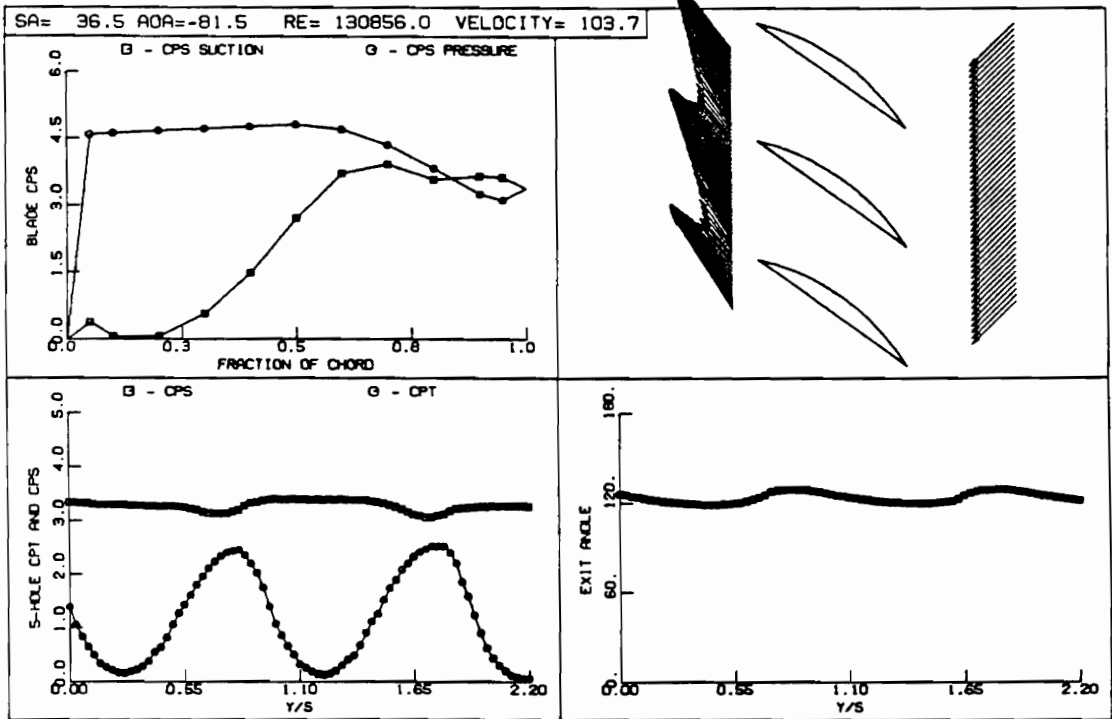 SA= 36.5 AOA=-81.5 RE= 130856.0 VELOCITY= 103.7
⊡ - CPS SUCTION ⊙ - CPS PRESSURE
6.0
4.5
3.0
1.5
0.0
BLADE CPS
0.0 0.3 0.5 0.8 1.0
FRACTION OF CHORD
⊡ - CPS ⊙ - CPT
5.0
4.0
3.0
2.0
1.0
0.0
5-HOLE CPT AND CPS
0.00 0.55 1.10 1.65 2.20
Y/S
180.
120.
60.
0.
EXIT ANGLE
0.00 0.55 1.10 1.65 2.20
Y/S